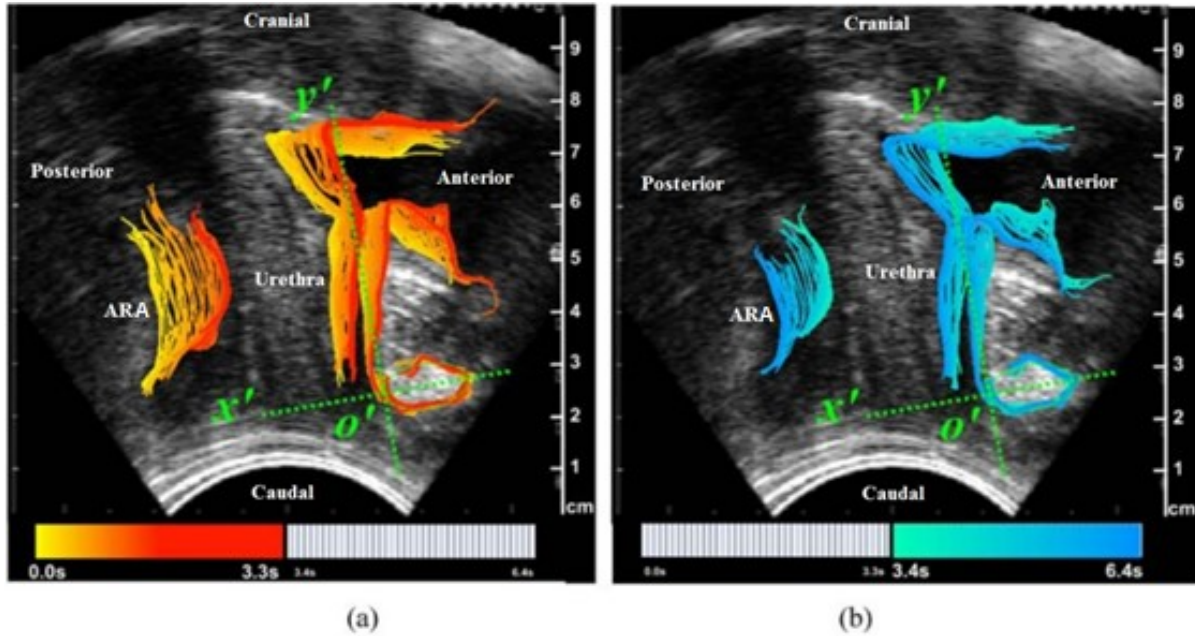 Cranial
9
y'
8
7
Posterior
Anterior
6
5
Urethra
ARA
4
3
x'
o'
2
1
Caudal
cm
0.0s
3.3s
3.4s
6.4s
(a)
Cranial
9
y'
8
7
Posterior
Anterior
6
5
Urethra
ARA
4
3
x'
o'
2
1
Caudal
cm
0.0s
3.3s
3.4s
6.4s
(b)